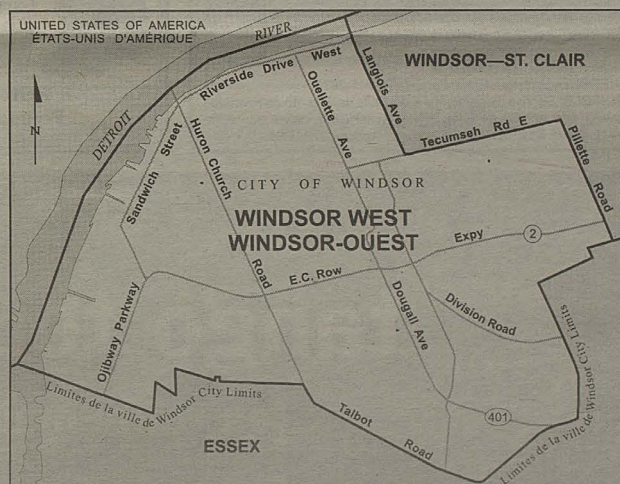 UNITED STATES OF AMERICA
ÉTATS-UNIS D'AMÉRIQUE
RIVER
WINDSOR—ST. CLAIR
Riverside Drive West
Langlois Ave
Ouellette Ave
Tecumseh Rd E
Pillette Road
N
DETROIT
Sandwich Street
Huron Church Road
CITY OF WINDSOR
WINDSOR WEST
WINDSOR-OUEST
Expy
2
E.C. Row
Ojibway Parkway
Dougall Ave
Division Road
Limites de la ville de Windsor City Limits
Limites de la ville de Windsor City Limits
Talbot Road
401
ESSEX